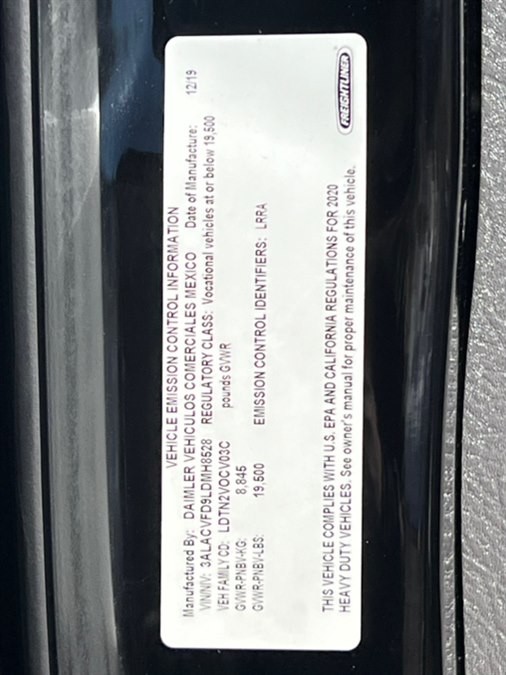 VEHICLE EMISSION CONTROL INFORMATION
Manufactured By: DAIMLER VEHICULOS COMERCIALES MEXICO Date of Manufacture: 12/19
VIN/NIV: 3ALACVFD9LDMH8528 REGULATORY CLASS: Vocational vehicles at or below 19,500
VEH FAMILY CD: LDTN2VOCV03C pounds GVWR
GVWR-PNBV-KG: 8,845
GVWR-PNBV-LBS: 19,500 EMISSION CONTROL IDENTIFIERS: LRRA
THIS VEHICLE COMPLIES WITH U.S. EPA AND CALIFORNIA REGULATIONS FOR 2020
HEAVY DUTY VEHICLES. See owner's manual for proper maintenance of this vehicle.
FREIGHTLINER